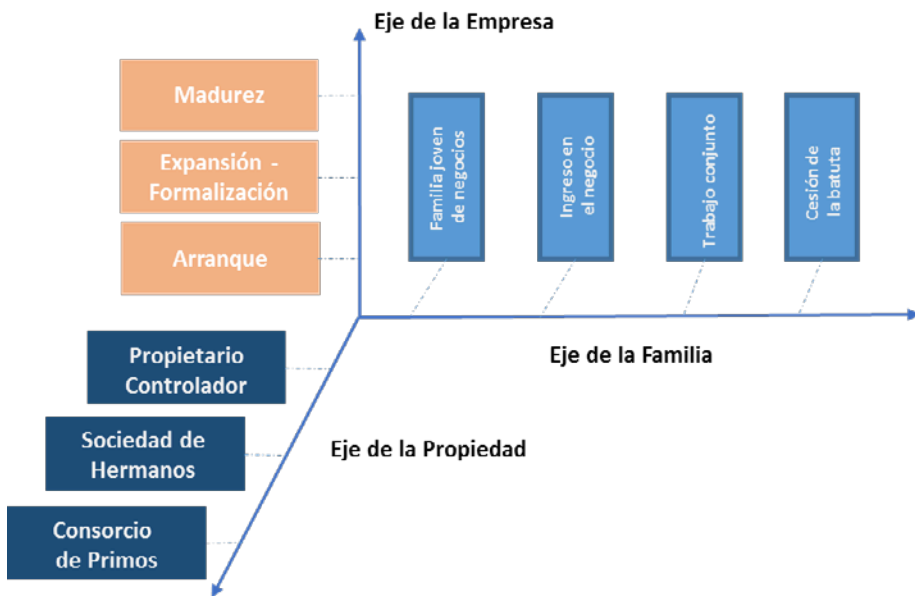 Eje de la Empresa
Madurez
Expansión -
Formalización
Arranque
Familia joven
de negocios
Ingreso en
el negocio
Trabajo conjunto
Cesión de
la batuta
Eje de la Familia
Propietario
Controlador
Sociedad de
Hermanos
Eje de la Propiedad
Consorcio
de Primos